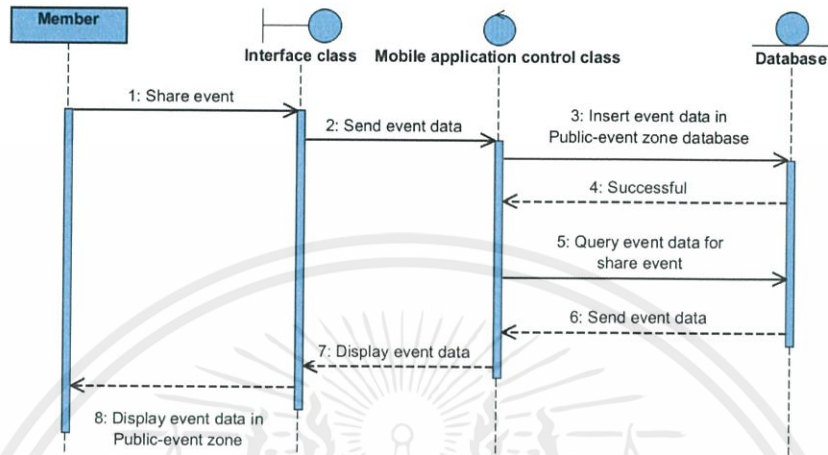 Member
Interface class
Mobile application control class
Database
1: Share event
2: Send event data
3: Insert event data in
Public-event zone database
4: Successful
5: Query event data for
share event
6: Send event data
7: Display event data
8: Display event data in
Public-event zone